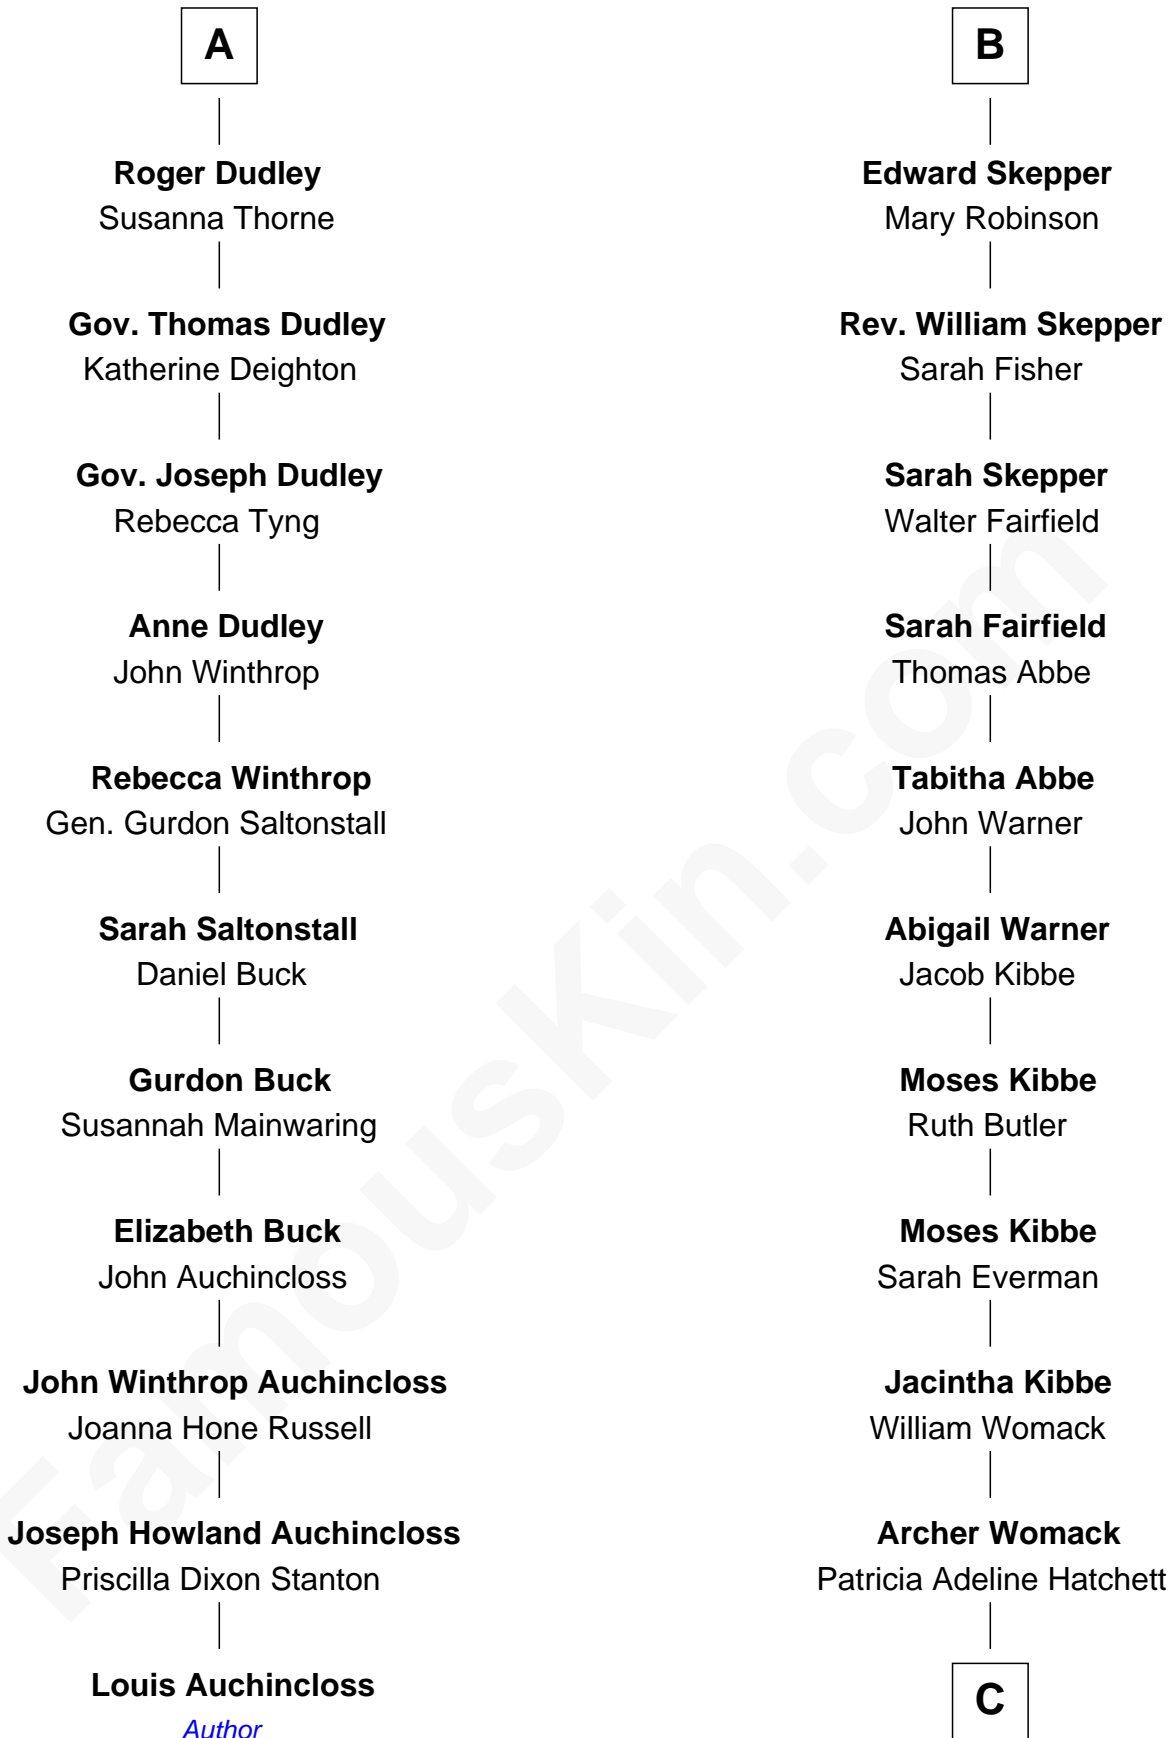 A
Roger Dudley
Susanna Thorne
Gov. Thomas Dudley
Katherine Deighton
Gov. Joseph Dudley
Rebecca Tyng
Anne Dudley
John Winthrop
Rebecca Winthrop
Gen. Gurdon Saltonstall
Sarah Saltonstall
Daniel Buck
Gurdon Buck
Susannah Mainwaring
Elizabeth Buck
John Auchincloss
John Winthrop Auchincloss
Joanna Hone Russell
Joseph Howland Auchincloss
Priscilla Dixon Stanton
Louis Auchincloss
Author
B
Edward Skepper
Mary Robinson
Rev. William Skepper
Sarah Fisher
Sarah Skepper
Walter Fairfield
Sarah Fairfield
Thomas Abbe
Tabitha Abbe
John Warner
Abigail Warner
Jacob Kibbe
Moses Kibbe
Ruth Butler
Moses Kibbe
Sarah Everman
Jacintha Kibbe
William Womack
Archer Womack
Patricia Adeline Hatchett
C
FamousKin.com